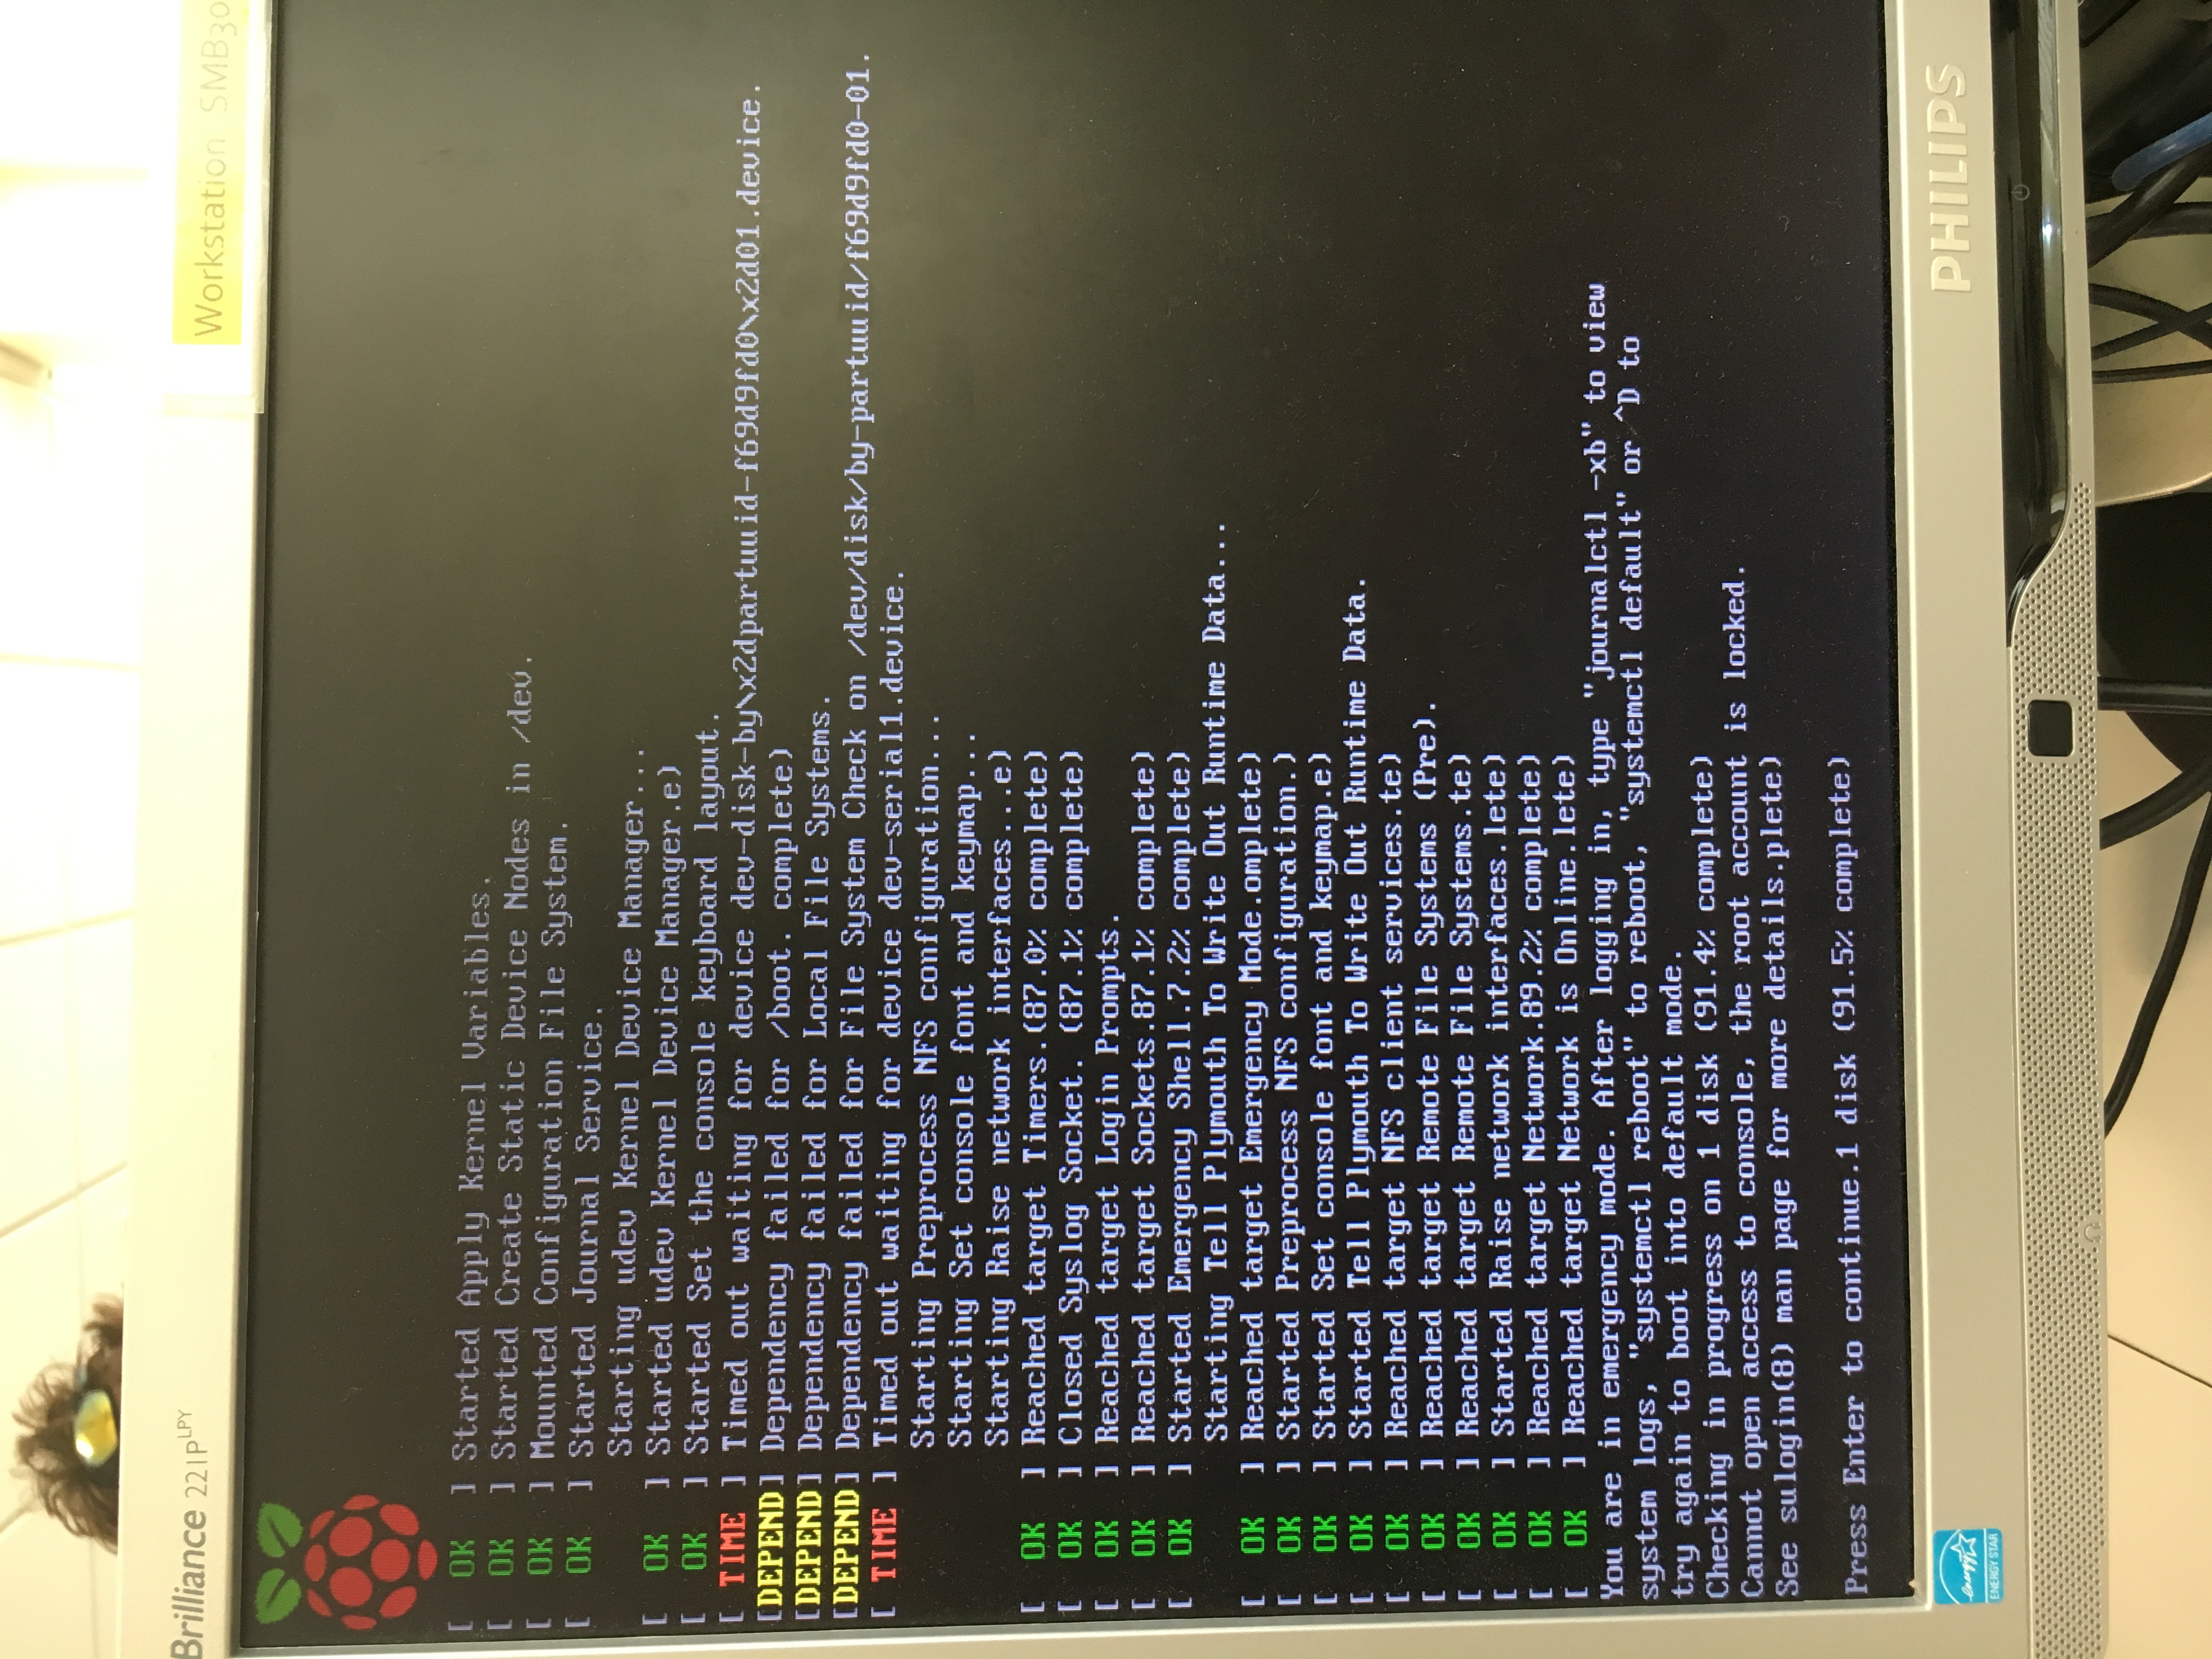 Brilliance 221P LPY
Workstation SMB30
[  OK  ] Started Apply Kernel Variables.
[  OK  ] Started Create Static Device Nodes in /dev.
[  OK  ] Mounted Configuration File System.
[  OK  ] Started Journal Service.
Starting udev Kernel Device Manager...
[  OK  ] Started udev Kernel Device Manager.e)
[  OK  ] Started Set the console keyboard layout.
[ TIME ] Timed out waiting for device dev-disk-by\x2dpartuuid-f69d9fd0\x2d01.device.
[DEPEND] Dependency failed for /boot. complete)
[DEPEND] Dependency failed for Local File Systems.
[DEPEND] Dependency failed for File System Check on /dev/disk/by-partuuid/f69d9fd0-01.
[ TIME ] Timed out waiting for device dev-serial1.device.
Starting Preprocess NFS configuration...
Starting Set console font and keymap...
Starting Raise network interfaces...e)
[  OK  ] Reached target Timers.(87.0% complete)
[  OK  ] Closed Syslog Socket. (87.1% complete)
[  OK  ] Reached target Login Prompts.
[  OK  ] Reached target Sockets.87.1% complete)
[  OK  ] Started Emergency Shell.7.2% complete)
Starting Tell Plymouth To Write Out Runtime Data...
[  OK  ] Reached target Emergency Mode.omplete)
[  OK  ] Started Preprocess NFS configuration.)
[  OK  ] Started Set console font and keymap.e)
[  OK  ] Started Tell Plymouth To Write Out Runtime Data.
[  OK  ] Reached target NFS client services.te)
[  OK  ] Reached target Remote File Systems (Pre).
[  OK  ] Reached target Remote File Systems.te)
[  OK  ] Started Raise network interfaces.lete)
[  OK  ] Reached target Network.89.2% complete)
[  OK  ] Reached target Network is Online.lete)
You are in emergency mode. After logging in, type "journalctl -xb" to view
system logs, "systemctl reboot" to reboot, "systemctl default" or ^D to
try again to boot into default mode.
Checking in progress on 1 disk (91.4% complete)
Cannot open access to console, the root account is locked.
See sulogin(8) man page for more details.plete)
Press Enter to continue.1 disk (91.5% complete)
PHILIPS
energy
ENERGY STAR